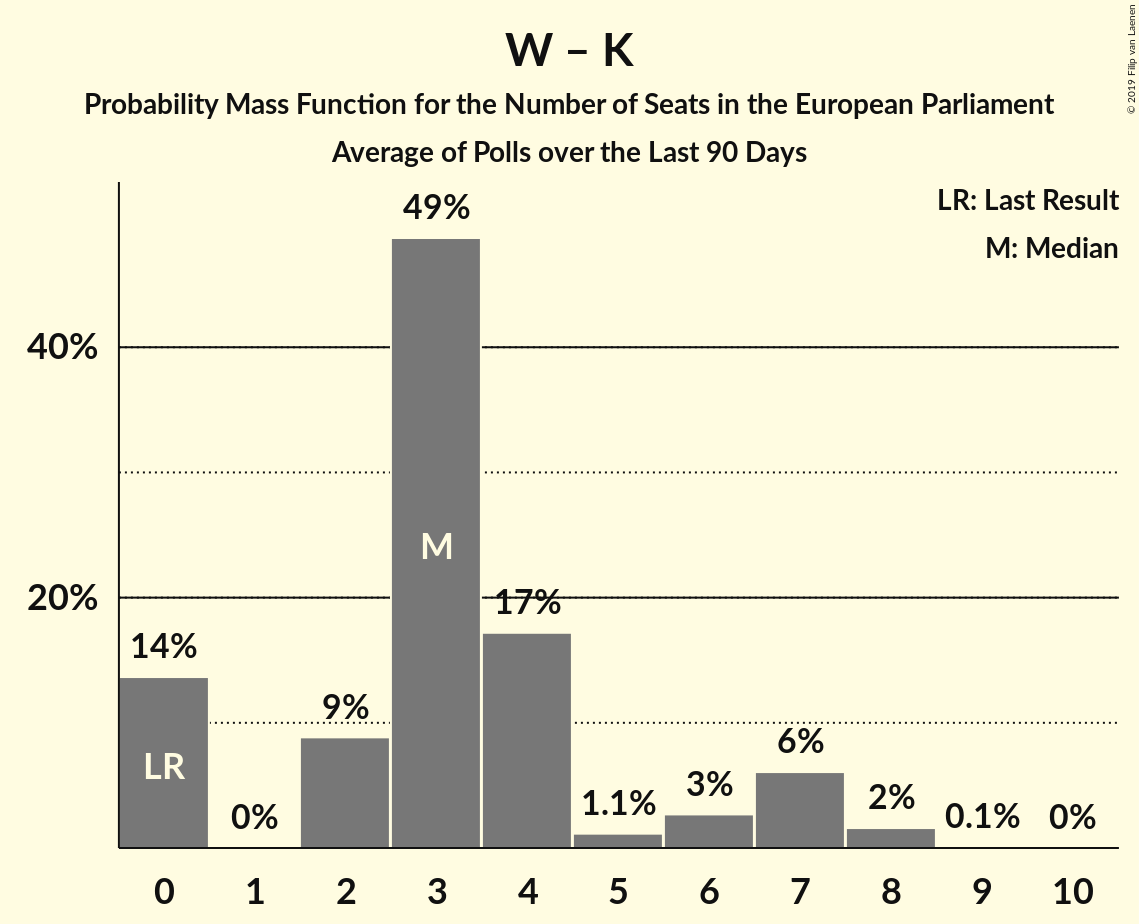 W – K
Probability Mass Function for the Number of Seats in the European Parliament
Average of Polls over the Last 90 Days
© 2019 Filip van Laenen
LR: Last Result
M: Median
40%
20%
14%
0%
9%
49%
17%
1.1%
3%
6%
2%
0.1%
0%
LR
M
0 1 2 3 4 5 6 7 8 9 10